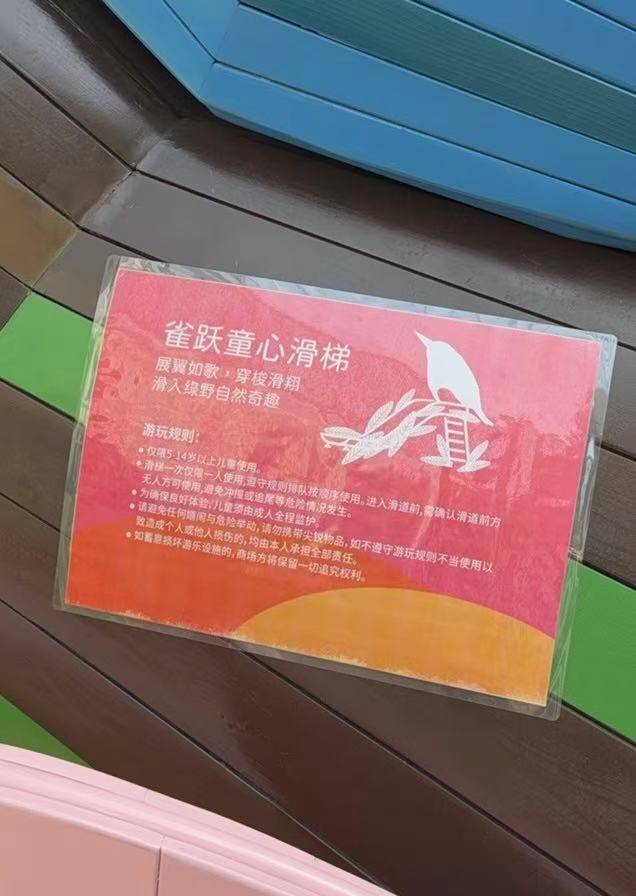 雀跃童心滑梯
展翼如歌，穿梭滑翔
滑入绿野自然奇趣
游玩规则：
● 仅限5-14岁以上儿童使用。
● 滑梯一次仅限一人使用,遵守规则排队按顺序使用,进入滑道前,需确认滑道前方
无人方可使用,避免冲撞或追尾等危险情况发生。
● 为确保良好体验,儿童须由成人全程监护。
● 请避免任何嬉闹与危险举动,请勿携带尖锐物品,如不遵守游玩规则不当使用以
致造成个人或他人损伤的,均由本人承担全部责任。
● 如蓄意损坏游乐设施的,商场方将保留一切追究权利。